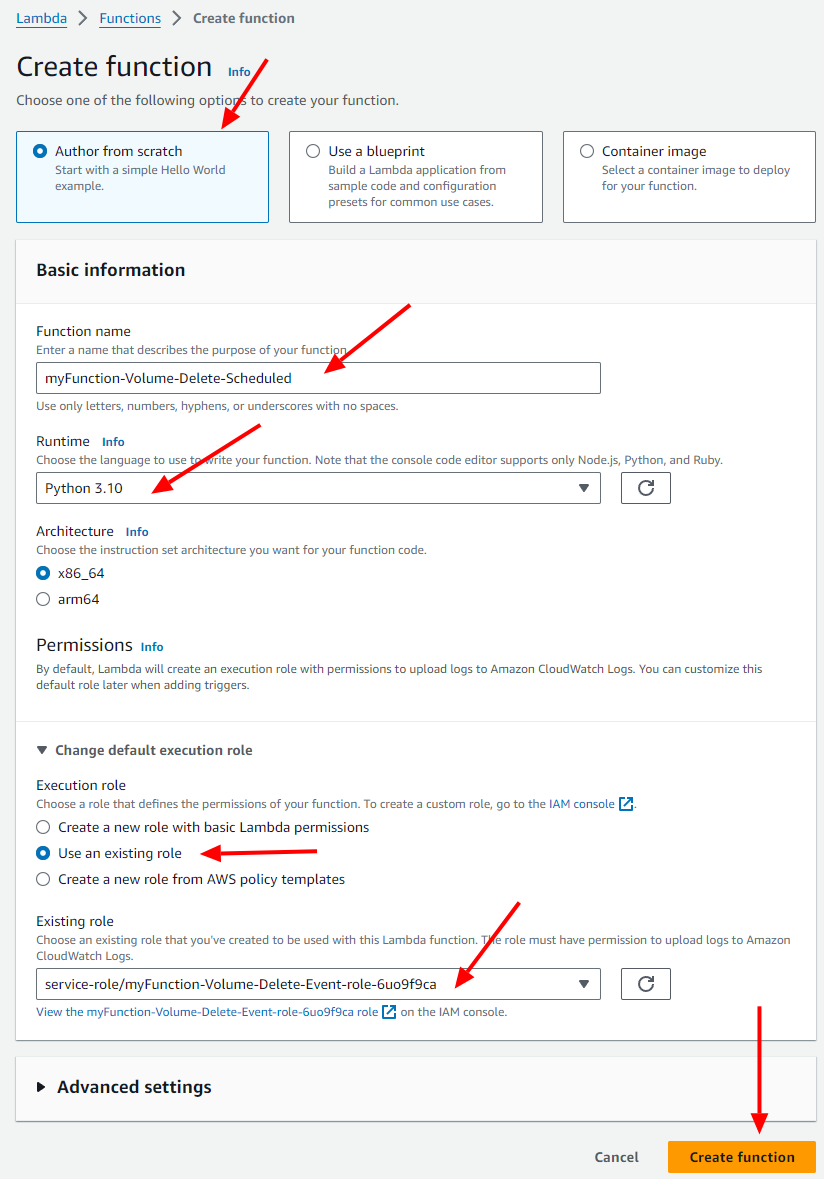 Lambda > Functions > Create function
Create function Info
Choose one of the following options to create your function.
Author from scratch
Start with a simple Hello World
example.
Use a blueprint
Build a Lambda application from
sample code and configuration
presets for common use cases.
Container image
Select a container image to deploy
for your function.
Basic information
Function name
Enter a name that describes the purpose of your function.
myFunction-Volume-Delete-Scheduled
Use only letters, numbers, hyphens, or underscores with no spaces.
Runtime Info
Choose the language to use to write your function. Note that the console code editor supports only Node.js, Python, and Ruby.
Python 3.10
Architecture Info
Choose the instruction set architecture you want for your function code.
x86_64
arm64
Permissions Info
By default, Lambda will create an execution role with permissions to upload logs to Amazon CloudWatch Logs. You can customize this
default role later when adding triggers.
Change default execution role
Execution role
Choose a role that defines the permissions of your function. To create a custom role, go to the IAM console.
Create a new role with basic Lambda permissions
Use an existing role
Create a new role from AWS policy templates
Existing role
Choose an existing role that you've created to be used with this Lambda function. The role must have permission to upload logs to Amazon
CloudWatch Logs.
service-role/myFunction-Volume-Delete-Event-role-6uo9f9ca
View the myFunction-Volume-Delete-Event-role-6uo9f9ca role on the IAM console.
Advanced settings
Cancel
Create function